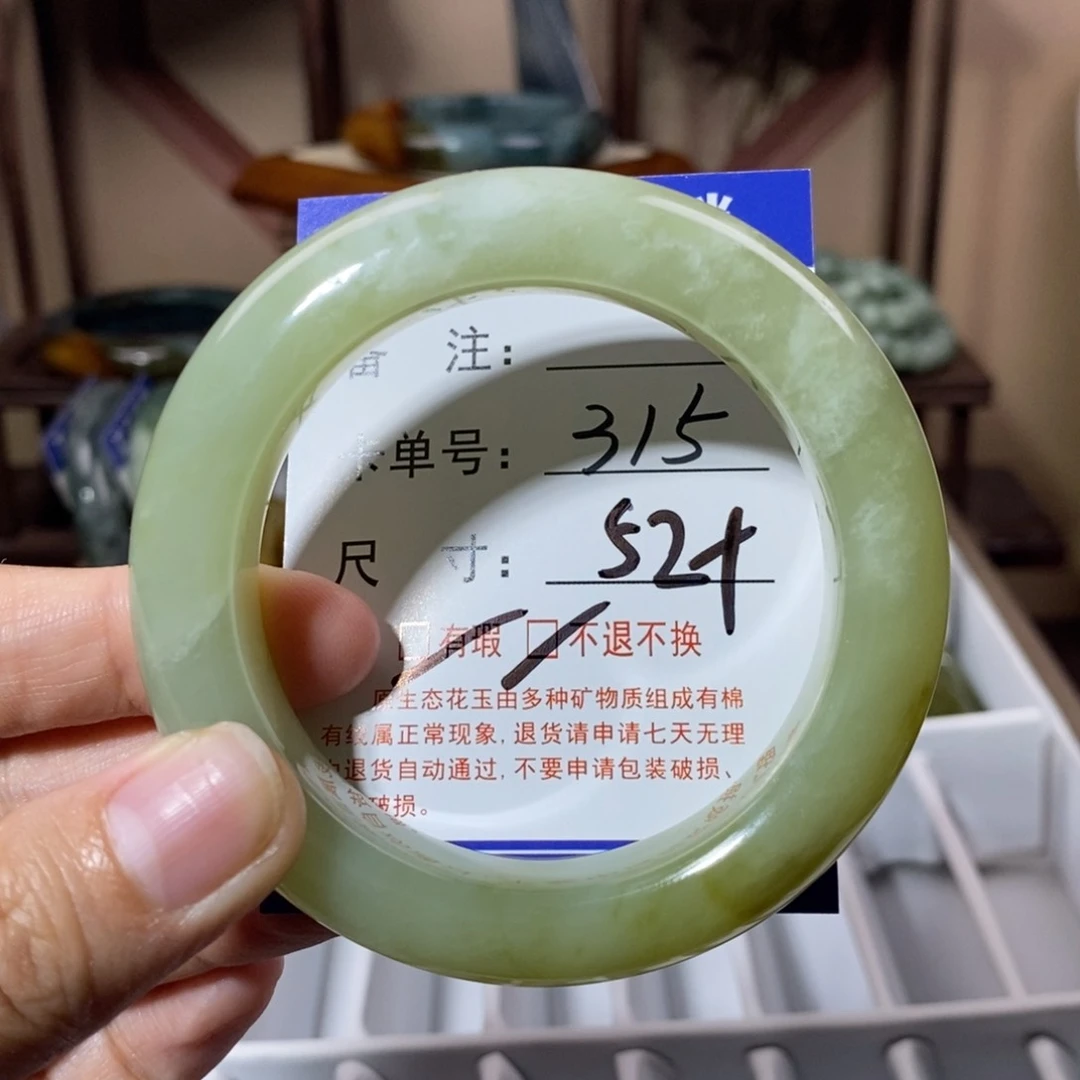 注:
单号: 315
尺 寸: 52+
有瑕 不退不换
原生态花玉由多种矿物质组成有棉
有纹属正常现象, 退货请申请七天无理
由退货自动通过, 不要申请包装破损、
破损。